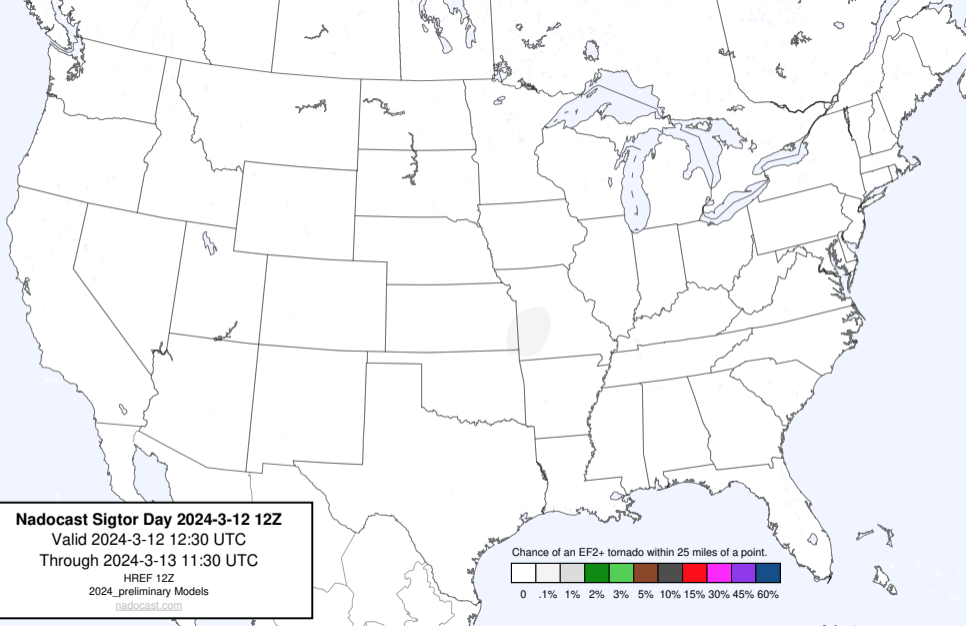 Nadocast Sigtor Day 2024-3-12 12Z
Valid 2024-3-12 12:30 UTC
Through 2024-3-13 11:30 UTC
HREF 12Z
2024_preliminary Models
nadocast.com
Chance of an EF2+ tornado within 25 miles of a point.
0 .1% 1% 2% 3% 5% 10% 15% 30% 45% 60%